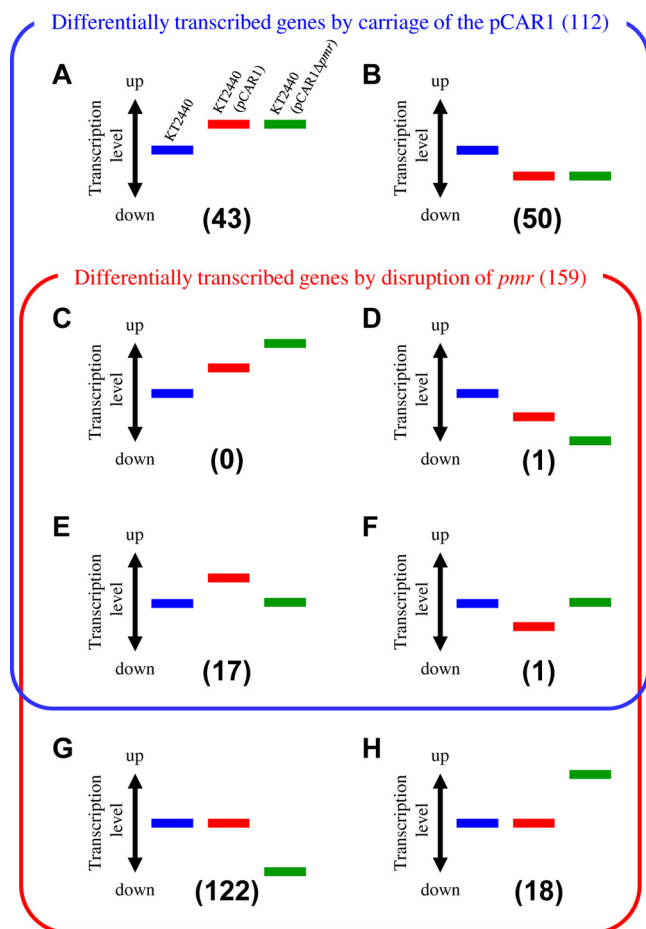 Differentially transcribed genes by carriage of the pCAR1 (112)
A
up
Transcription
level
down
KT2440
KT2440
(pCAR1)
KT2440
(pCAR1Δpmr)
(43)
B
up
Transcription
level
down
(50)
Differentially transcribed genes by disruption of pmr (159)
C
up
Transcription
level
down
(0)
D
up
Transcription
level
down
(1)
E
up
Transcription
level
down
(17)
F
up
Transcription
level
down
(1)
G
up
Transcription
level
down
(122)
H
up
Transcription
level
down
(18)